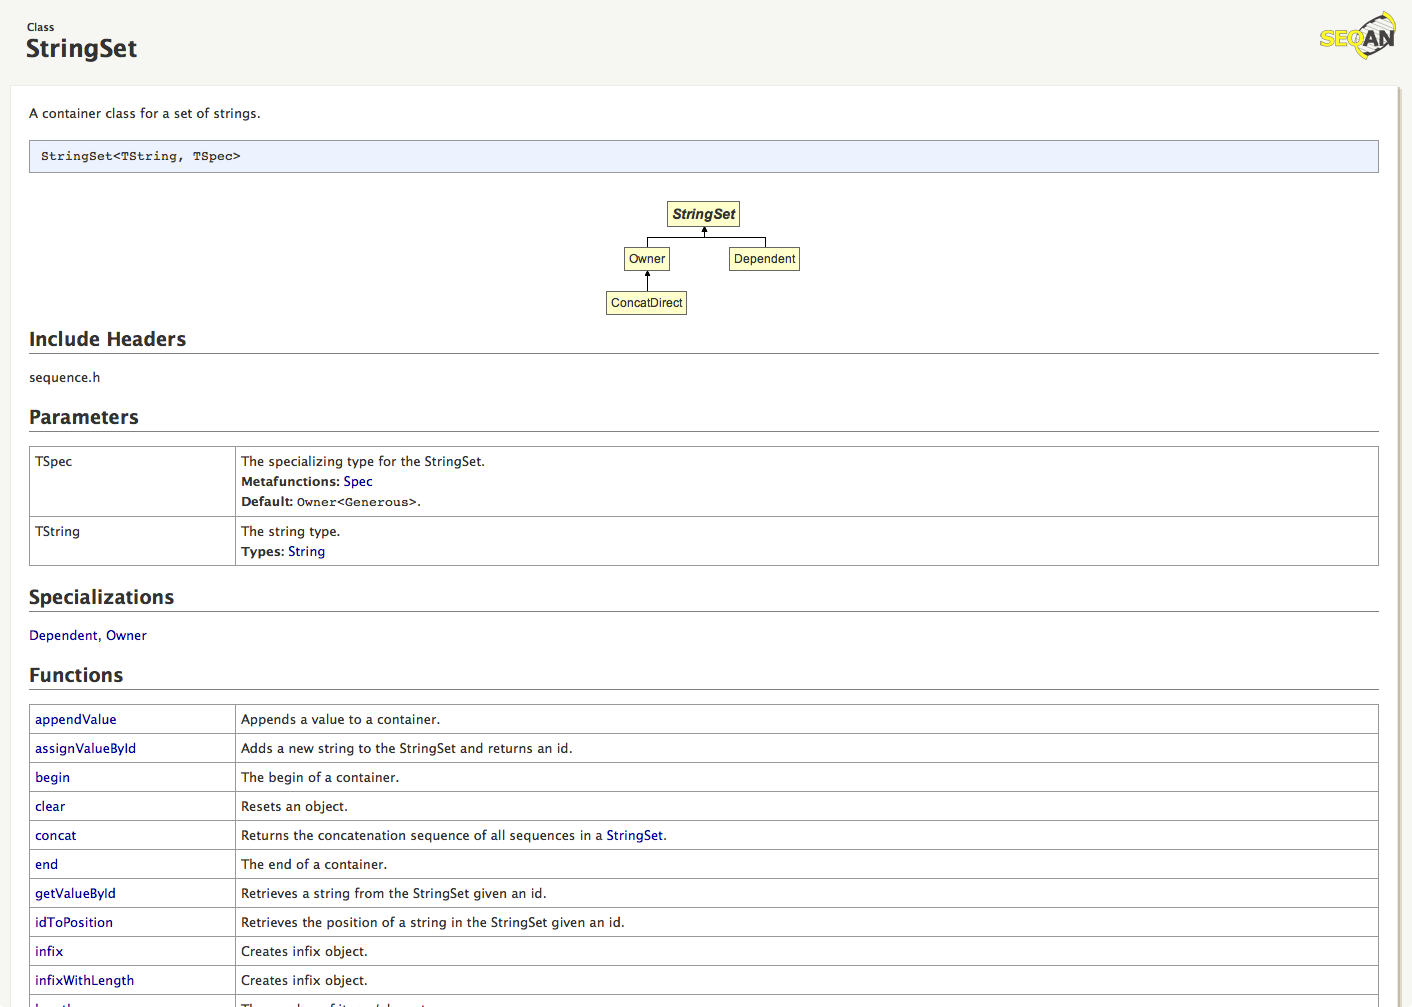 Class
StringSet
SEQAN
A container class for a set of strings.
StringSet<TString, TSpec>
StringSet
Owner
Dependent
ConcatDirect
Include Headers
sequence.h
Parameters
TSpec
The specializing type for the StringSet.
Metafunctions: Spec
Default: Owner<Generous>.
TString
The string type.
Types: String
Specializations
Dependent, Owner
Functions
appendValue
Appends a value to a container.
assignValueById
Adds a new string to the StringSet and returns an id.
begin
The begin of a container.
clear
Resets an object.
concat
Returns the concatenation sequence of all sequences in a StringSet.
end
The end of a container.
getValueById
Retrieves a string from the StringSet given an id.
idToPosition
Retrieves the position of a string in the StringSet given an id.
infix
Creates infix object.
infixWithLength
Creates infix object.